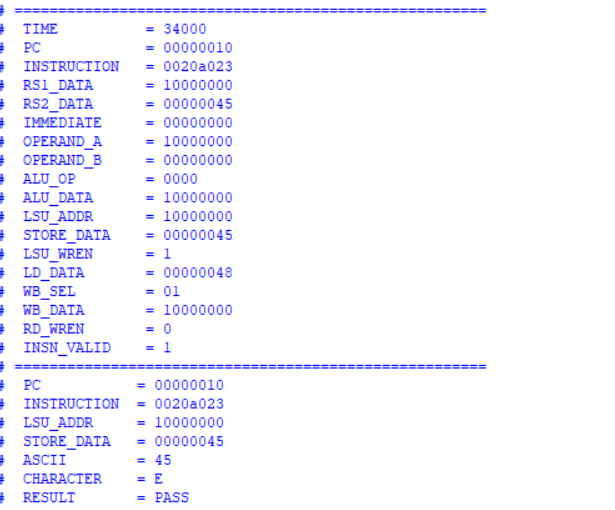 # ====================================================
# TIME = 34000
# PC = 00000010
# INSTRUCTION = 0020a023
# RS1_DATA = 10000000
# RS2_DATA = 00000045
# IMMEDIATE = 00000000
# OPERAND_A = 10000000
# OPERAND_B = 00000000
# ALU_OP = 0000
# ALU_DATA = 10000000
# LSU_ADDR = 10000000
# STORE_DATA = 00000045
# LSU_WREN = 1
# LD_DATA = 00000048
# WB_SEL = 01
# WB_DATA = 10000000
# RD_WREN = 0
# INSN_VALID = 1
# ====================================================
# PC = 00000010
# INSTRUCTION = 0020a023
# LSU_ADDR = 10000000
# STORE_DATA = 00000045
# ASCII = 45
# CHARACTER = E
# RESULT = PASS